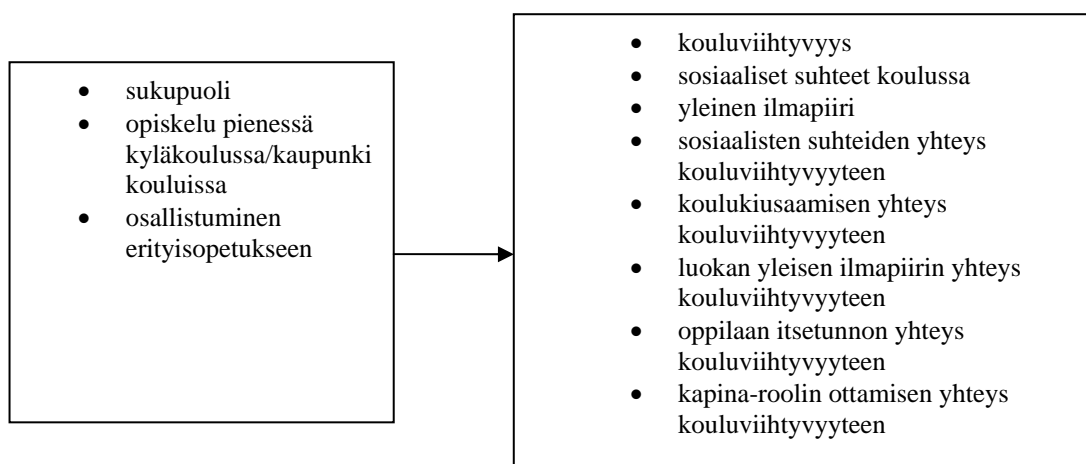 • sukupuoli
• opiskelu pienessä
kyläkoulussa/kaupunki
kouluissa
• osallistuminen
erityisopetukseen
• kouluviihtyvyys
• sosiaaliset suhteet koulussa
• yleinen ilmapiiri
• sosiaalisten suhteiden yhteys
kouluviihtyvyyteen
• koulukiusaamisen yhteys
kouluviihtyvyyteen
• luokan yleisen ilmapiirin yhteys
kouluviihtyvyyteen
• oppilaan itsetunnon yhteys
kouluviihtyvyyteen
• kapina-roolin ottamisen yhteys
kouluviihtyvyyteen